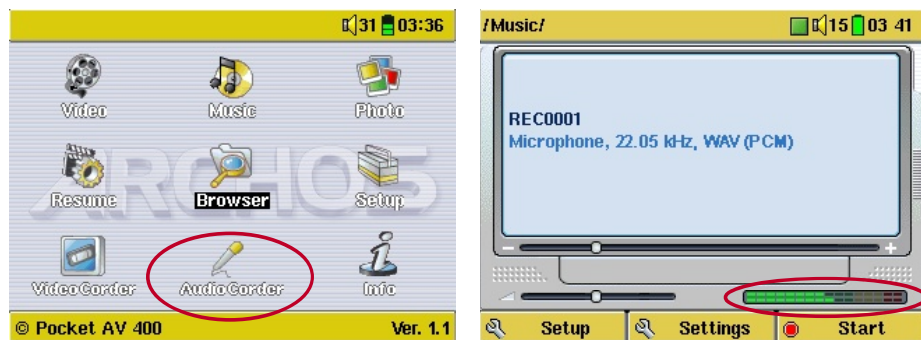 31 03:36
Video Music Photo
ARCHOS
Resume Browser Setup
VideoCorder AudioCorder Info
© Pocket AV 400 Ver. 1.1
/Music/ 15 03 41
REC0001
Microphone, 22.05 kHz, WAV (PCM)
Setup Settings Start